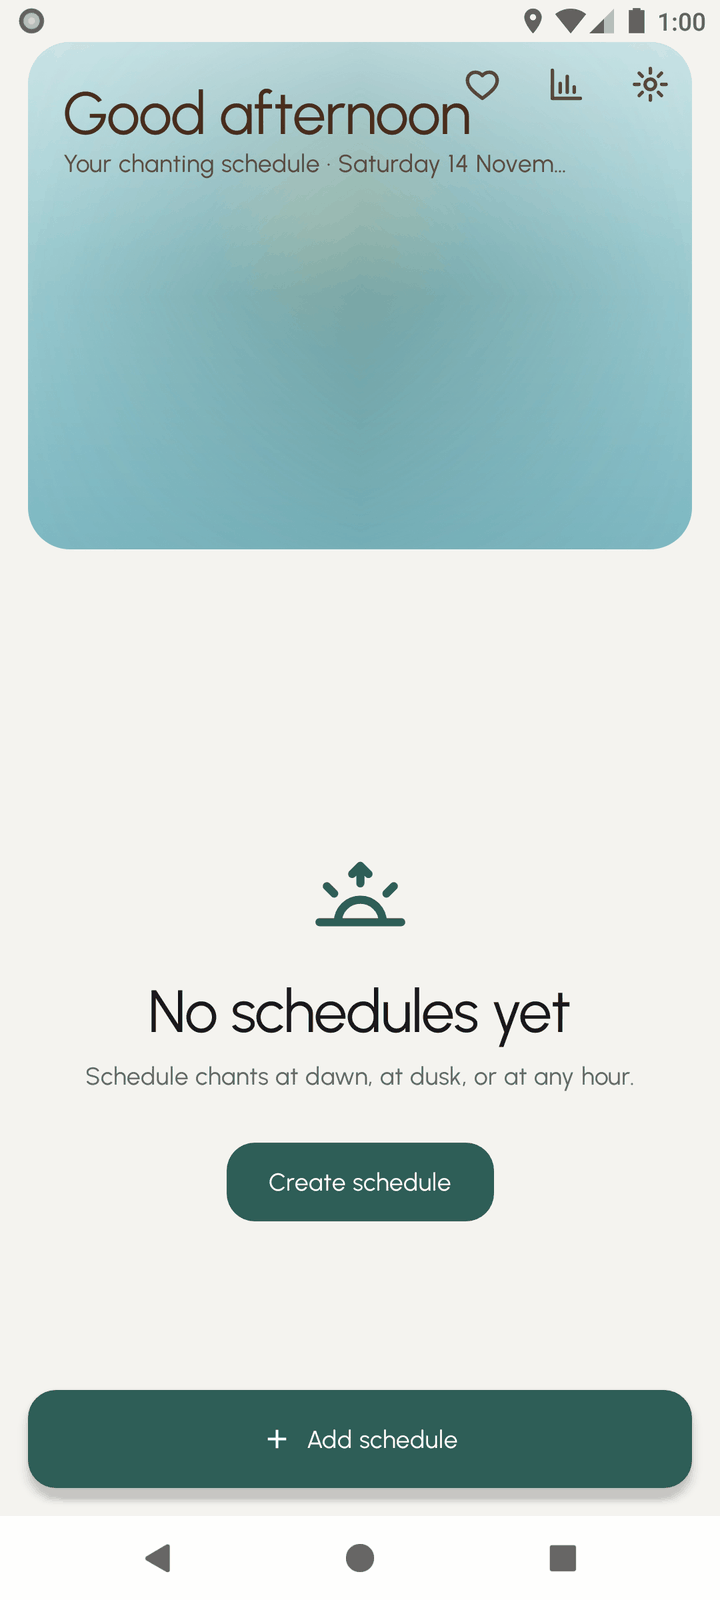 1:00
Good afternoon
Your chanting schedule · Saturday 14 Novem...
No schedules yet
Schedule chants at dawn, at dusk, or at any hour.
Create schedule
+ Add schedule